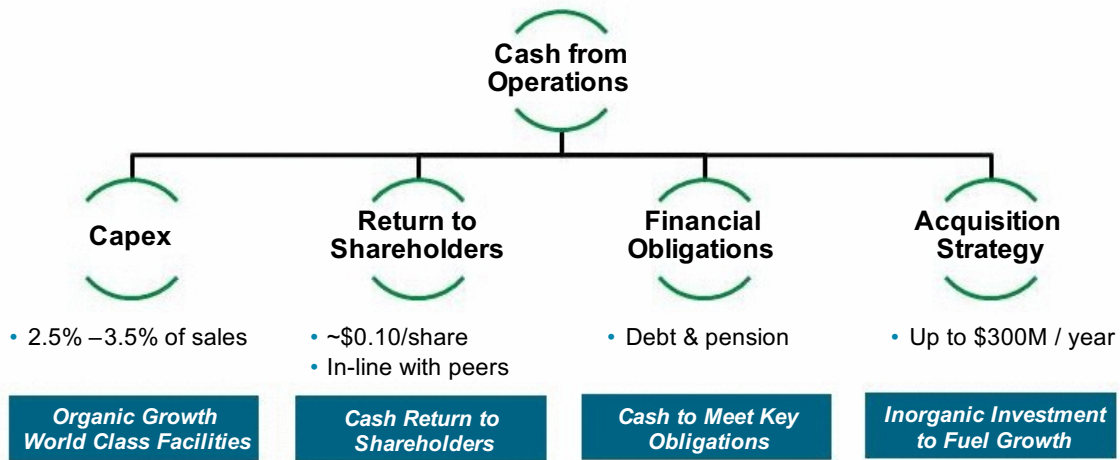 Cash from
Operations
Capex
Return to
Shareholders
Financial
Obligations
Acquisition
Strategy
• 2.5% –3.5% of sales
• ~$0.10/share
• In-line with peers
• Debt & pension
• Up to $300M / year
Organic Growth
World Class Facilities
Cash Return to
Shareholders
Cash to Meet Key
Obligations
Inorganic Investment
to Fuel Growth